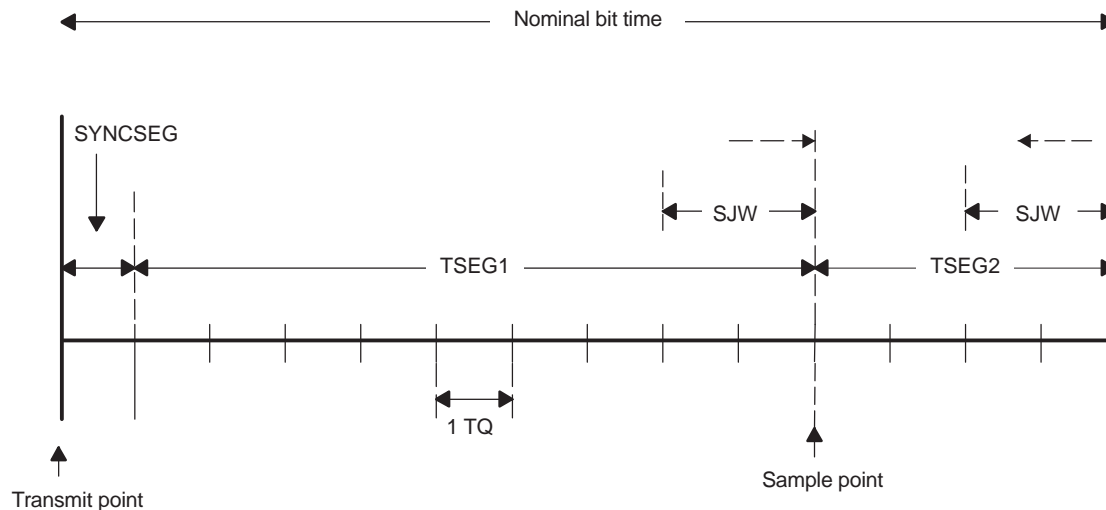 Nominal bit time
SYNCSEG
SJW
SJW
TSEG1
TSEG2
1 TQ
Sample point
Transmit point